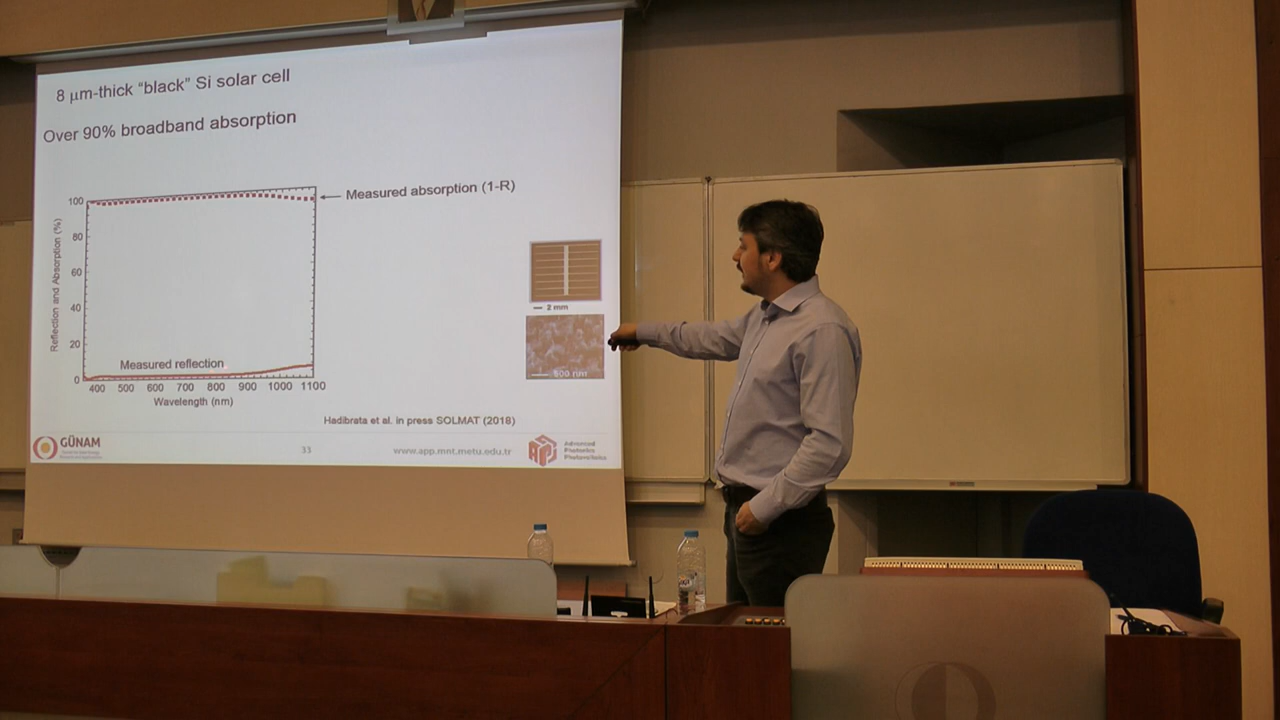 8 μm-thick "black" Si solar cell
Over 90% broadband absorption
Measured absorption (1-R)
100
80
60
40
20
0
Reflection and Absorption (%)
Measured reflection
400 500 600 700 800 900 1000 1100
Wavelength (nm)
2 mm
500 nm
Hadibrata et al. in press SOLMAT (2018)
GÜNAM
33
www.app.mnt.metu.edu.tr
Advanced
Photonics
Photovoltaics